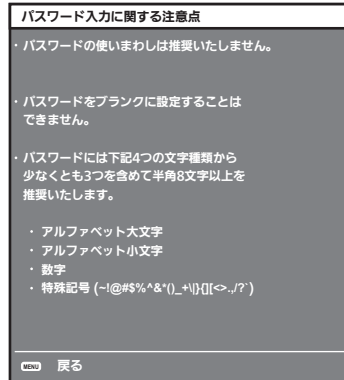 パスワード入力に関する注意点
・パスワードの使いまわしは推奨いたしません。
・パスワードをブランクに設定することは
できません。
・パスワードには下記4つの文字種類から
少なくとも3つを含めて半角8文字以上を
推奨いたします。
・ アルファベット大文字
・ アルファベット小文字
・ 数字
・ 特殊記号 (~!@#$%^&*()_+\|}{][<>.,/?`)
MENU 戻る